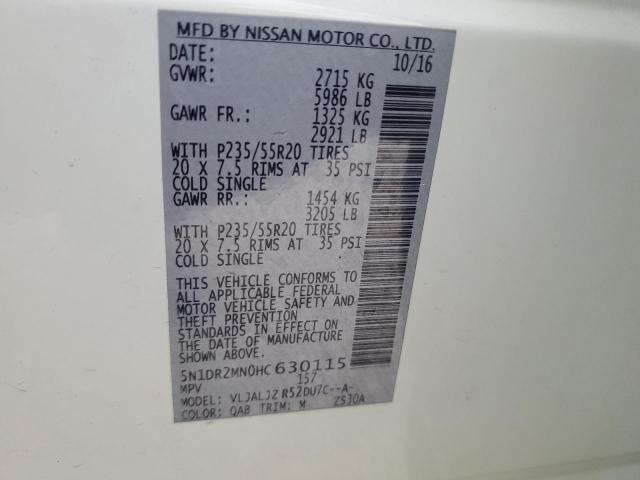 MFD BY NISSAN MOTOR CO., LTD.
DATE: 10/16
GVWR: 2715 KG
5986 LB
GAWR FR.: 1325 KG
2921 LB
WITH P235/55R20 TIRES
20 X 7.5 RIMS AT 35 PSI
COLD SINGLE
GAWR RR.: 1454 KG
3205 LB
WITH P235/55R20 TIRES
20 X 7.5 RIMS AT 35 PSI
COLD SINGLE
THIS VEHICLE CONFORMS TO
ALL APPLICABLE FEDERAL
MOTOR VEHICLE SAFETY AND
THEFT PREVENTION
STANDARDS IN EFFECT ON
THE DATE OF MANUFACTURE
SHOWN ABOVE.
5N1DR2MN0HC630115
MPV 157
MODEL: VLJALJZ R52DU7C--A-
COLOR: QAB TRIM: M ZS30A